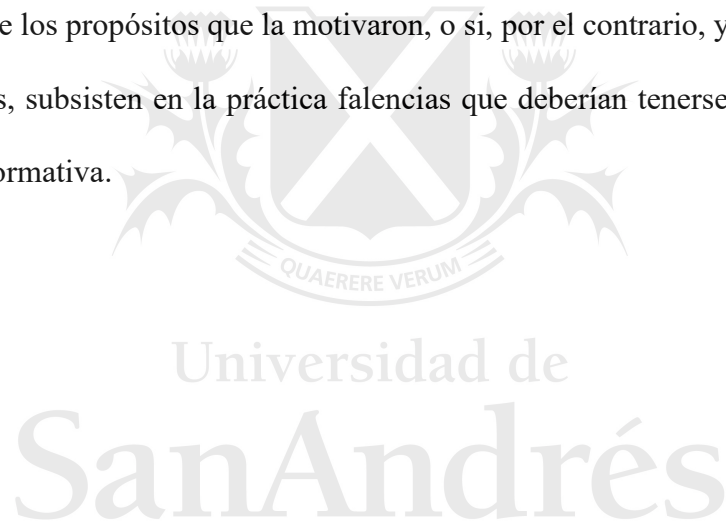 e los propósitos que la motivaron, o si, por el contrario, y
s, subsisten en la práctica falencias que deberían tenerse
ormativa.
QUAERERE VERUM
Universidad de
SanAndrés